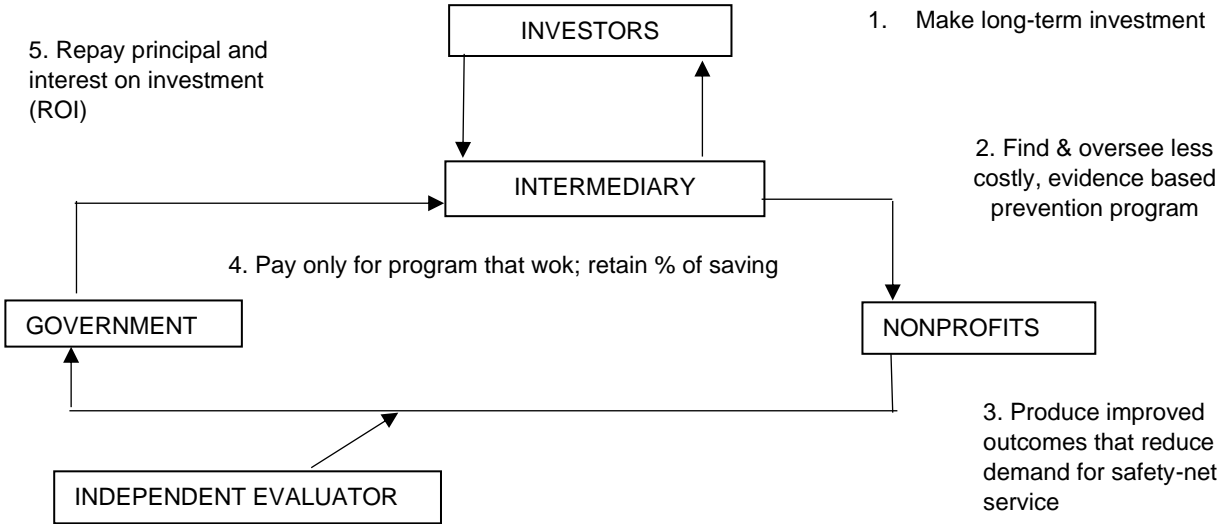 INVESTORS
1. Make long-term investment
5. Repay principal and
interest on investment
(ROI)
INTERMEDIARY
2. Find & oversee less
costly, evidence based
prevention program
4. Pay only for program that wok; retain % of saving
GOVERNMENT
NONPROFITS
3. Produce improved
outcomes that reduce
demand for safety-net
service
INDEPENDENT EVALUATOR